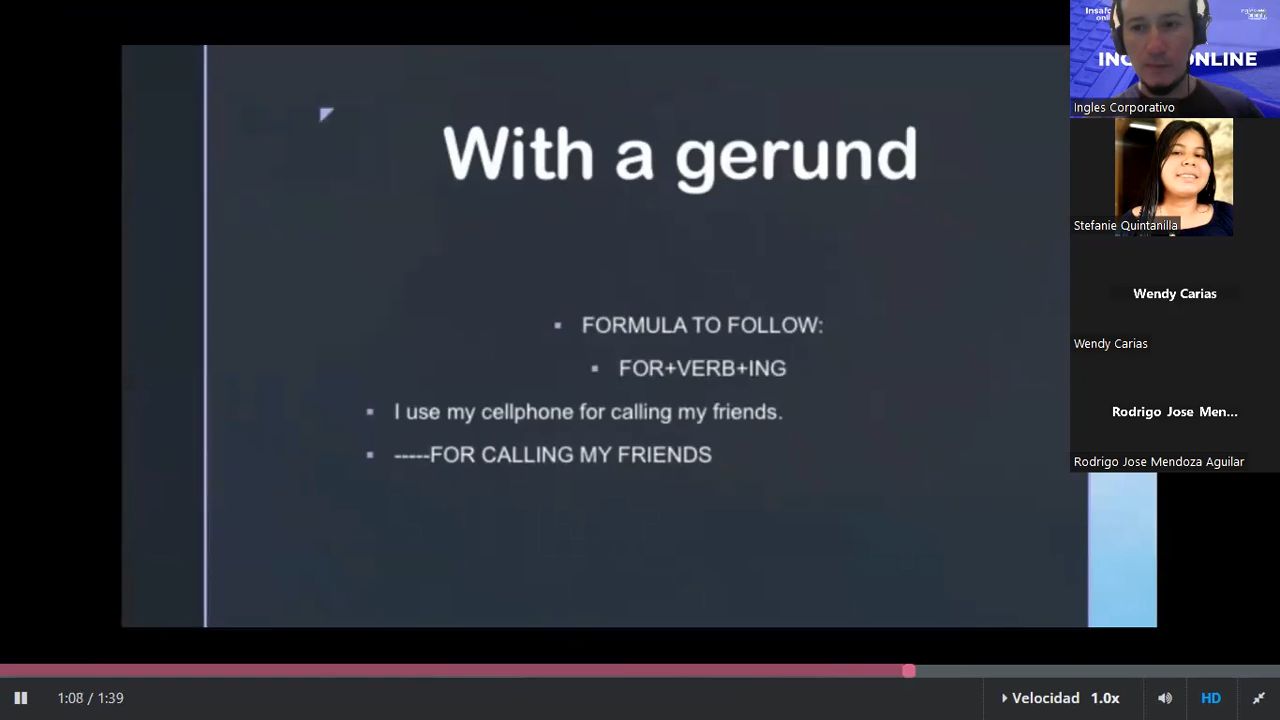 With a gerund
FORMULA TO FOLLOW:
FOR+VERB+ING
I use my cellphone for calling my friends.
-----FOR CALLING MY FRIENDS
Ingles Corporativo
Stefanie Quintanilla
Wendy Carias
Wendy Carias
Rodrigo Jose Men...
Rodrigo Jose Mendoza Aguilar
1:08 / 1:39
Velocidad 1.0x
HD